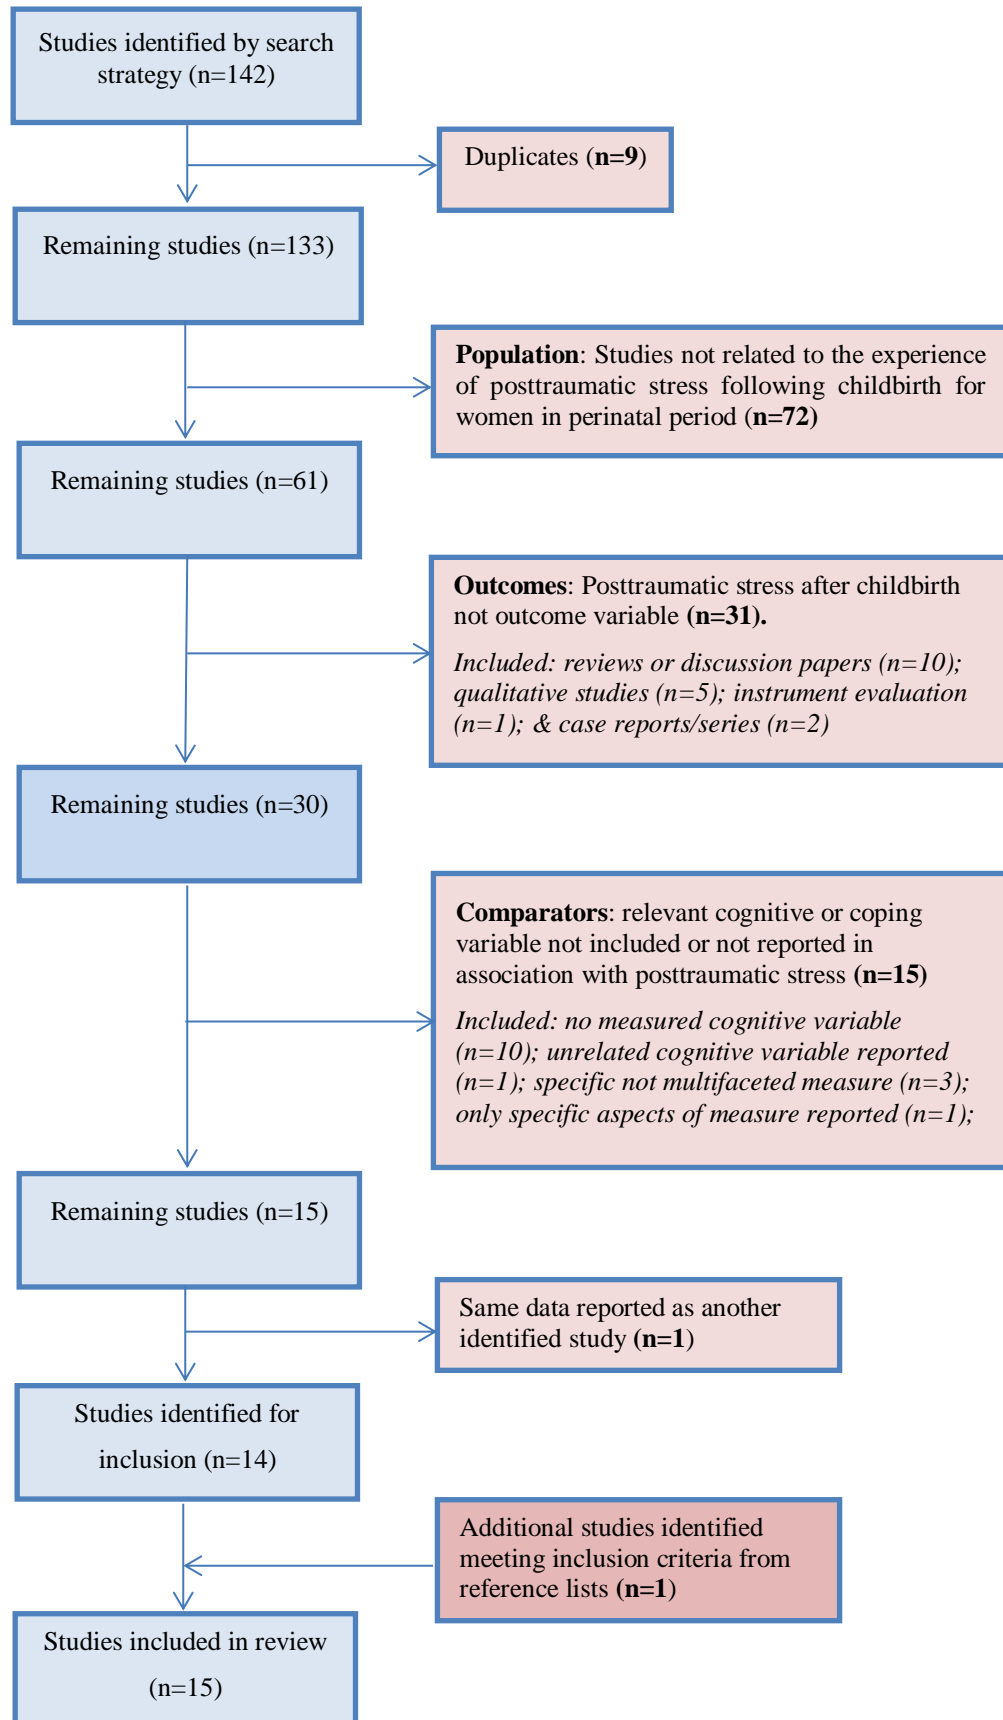 Studies identified by search
strategy (n=142)
Duplicates (n=9)
Remaining studies (n=133)
Population: Studies not related to the experience
of posttraumatic stress following childbirth for
women in perinatal period (n=72)
Remaining studies (n=61)
Outcomes: Posttraumatic stress after childbirth
not outcome variable (n=31).
Included: reviews or discussion papers (n=10);
qualitative studies (n=5); instrument evaluation
(n=1); & case reports/series (n=2)
Remaining studies (n=30)
Comparators: relevant cognitive or coping
variable not included or not reported in
association with posttraumatic stress (n=15)
Included: no measured cognitive variable
(n=10); unrelated cognitive variable reported
(n=1); specific not multifaceted measure (n=3);
only specific aspects of measure reported (n=1);
Remaining studies (n=15)
Same data reported as another
identified study (n=1)
Studies identified for
inclusion (n=14)
Additional studies identified
meeting inclusion criteria from
reference lists (n=1)
Studies included in review
(n=15)